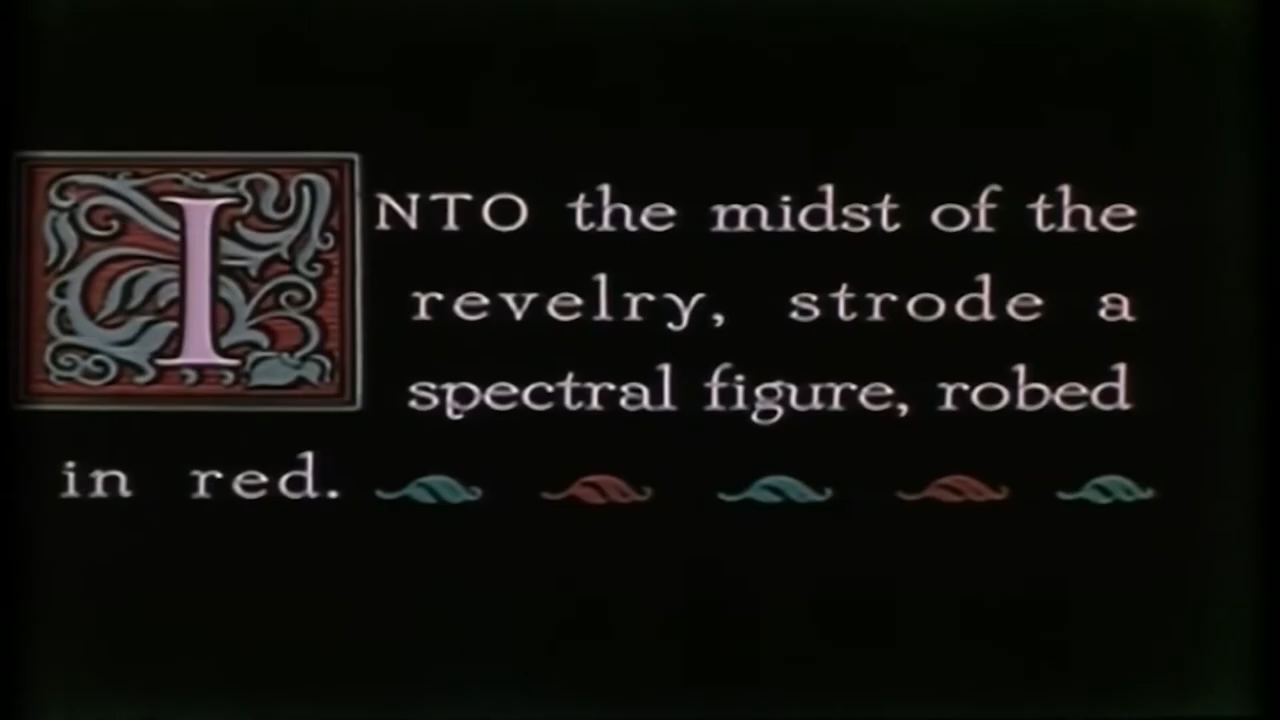 INTO the midst of the
revelry, strode a
spectral figure, robed
in red.